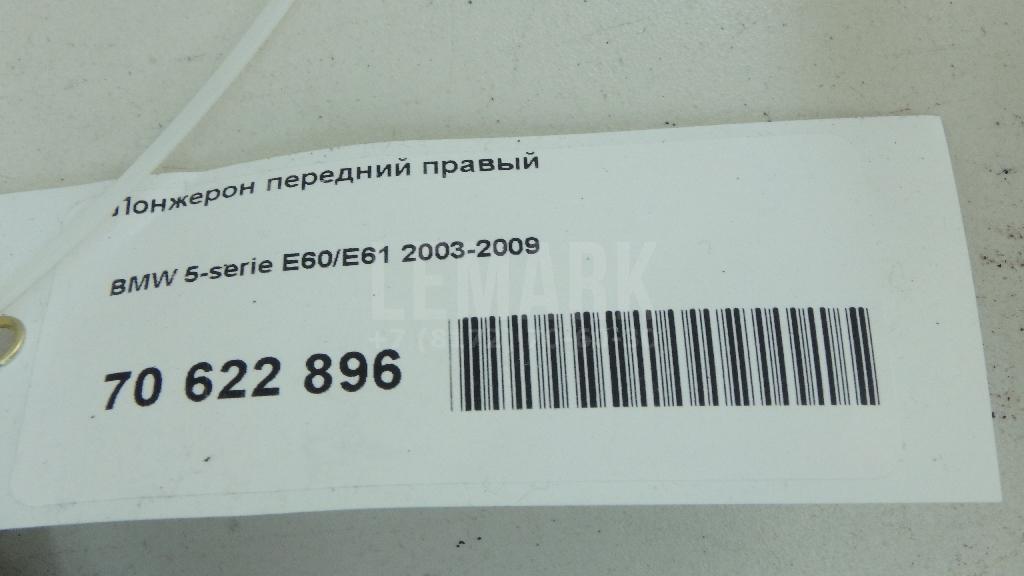 Лонжерон передний правый
BMW 5-serie E60/E61 2003-2009
LEMARK
70 622 896